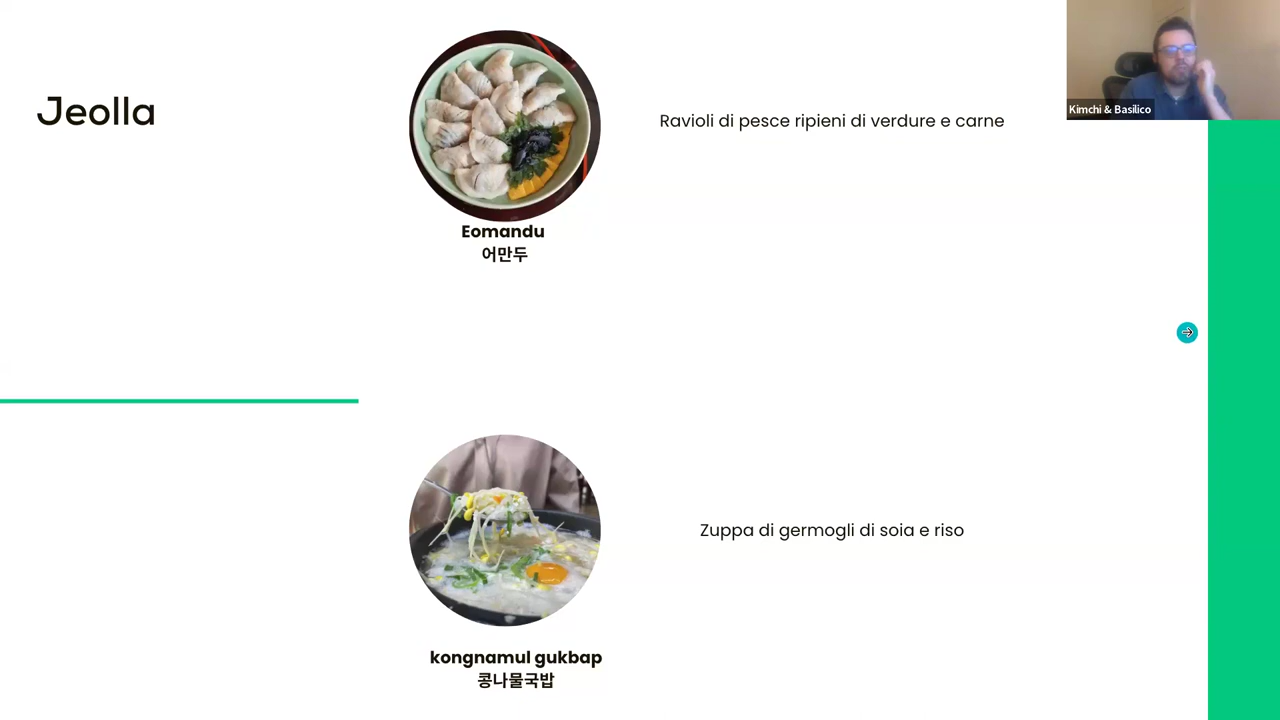 Jeolla
Ravioli di pesce ripieni di verdure e carne
Kimchi & Basilico
Eomandu
어만두
Zuppa di germogli di soia e riso
kongnamul gukbap
콩나물국밥